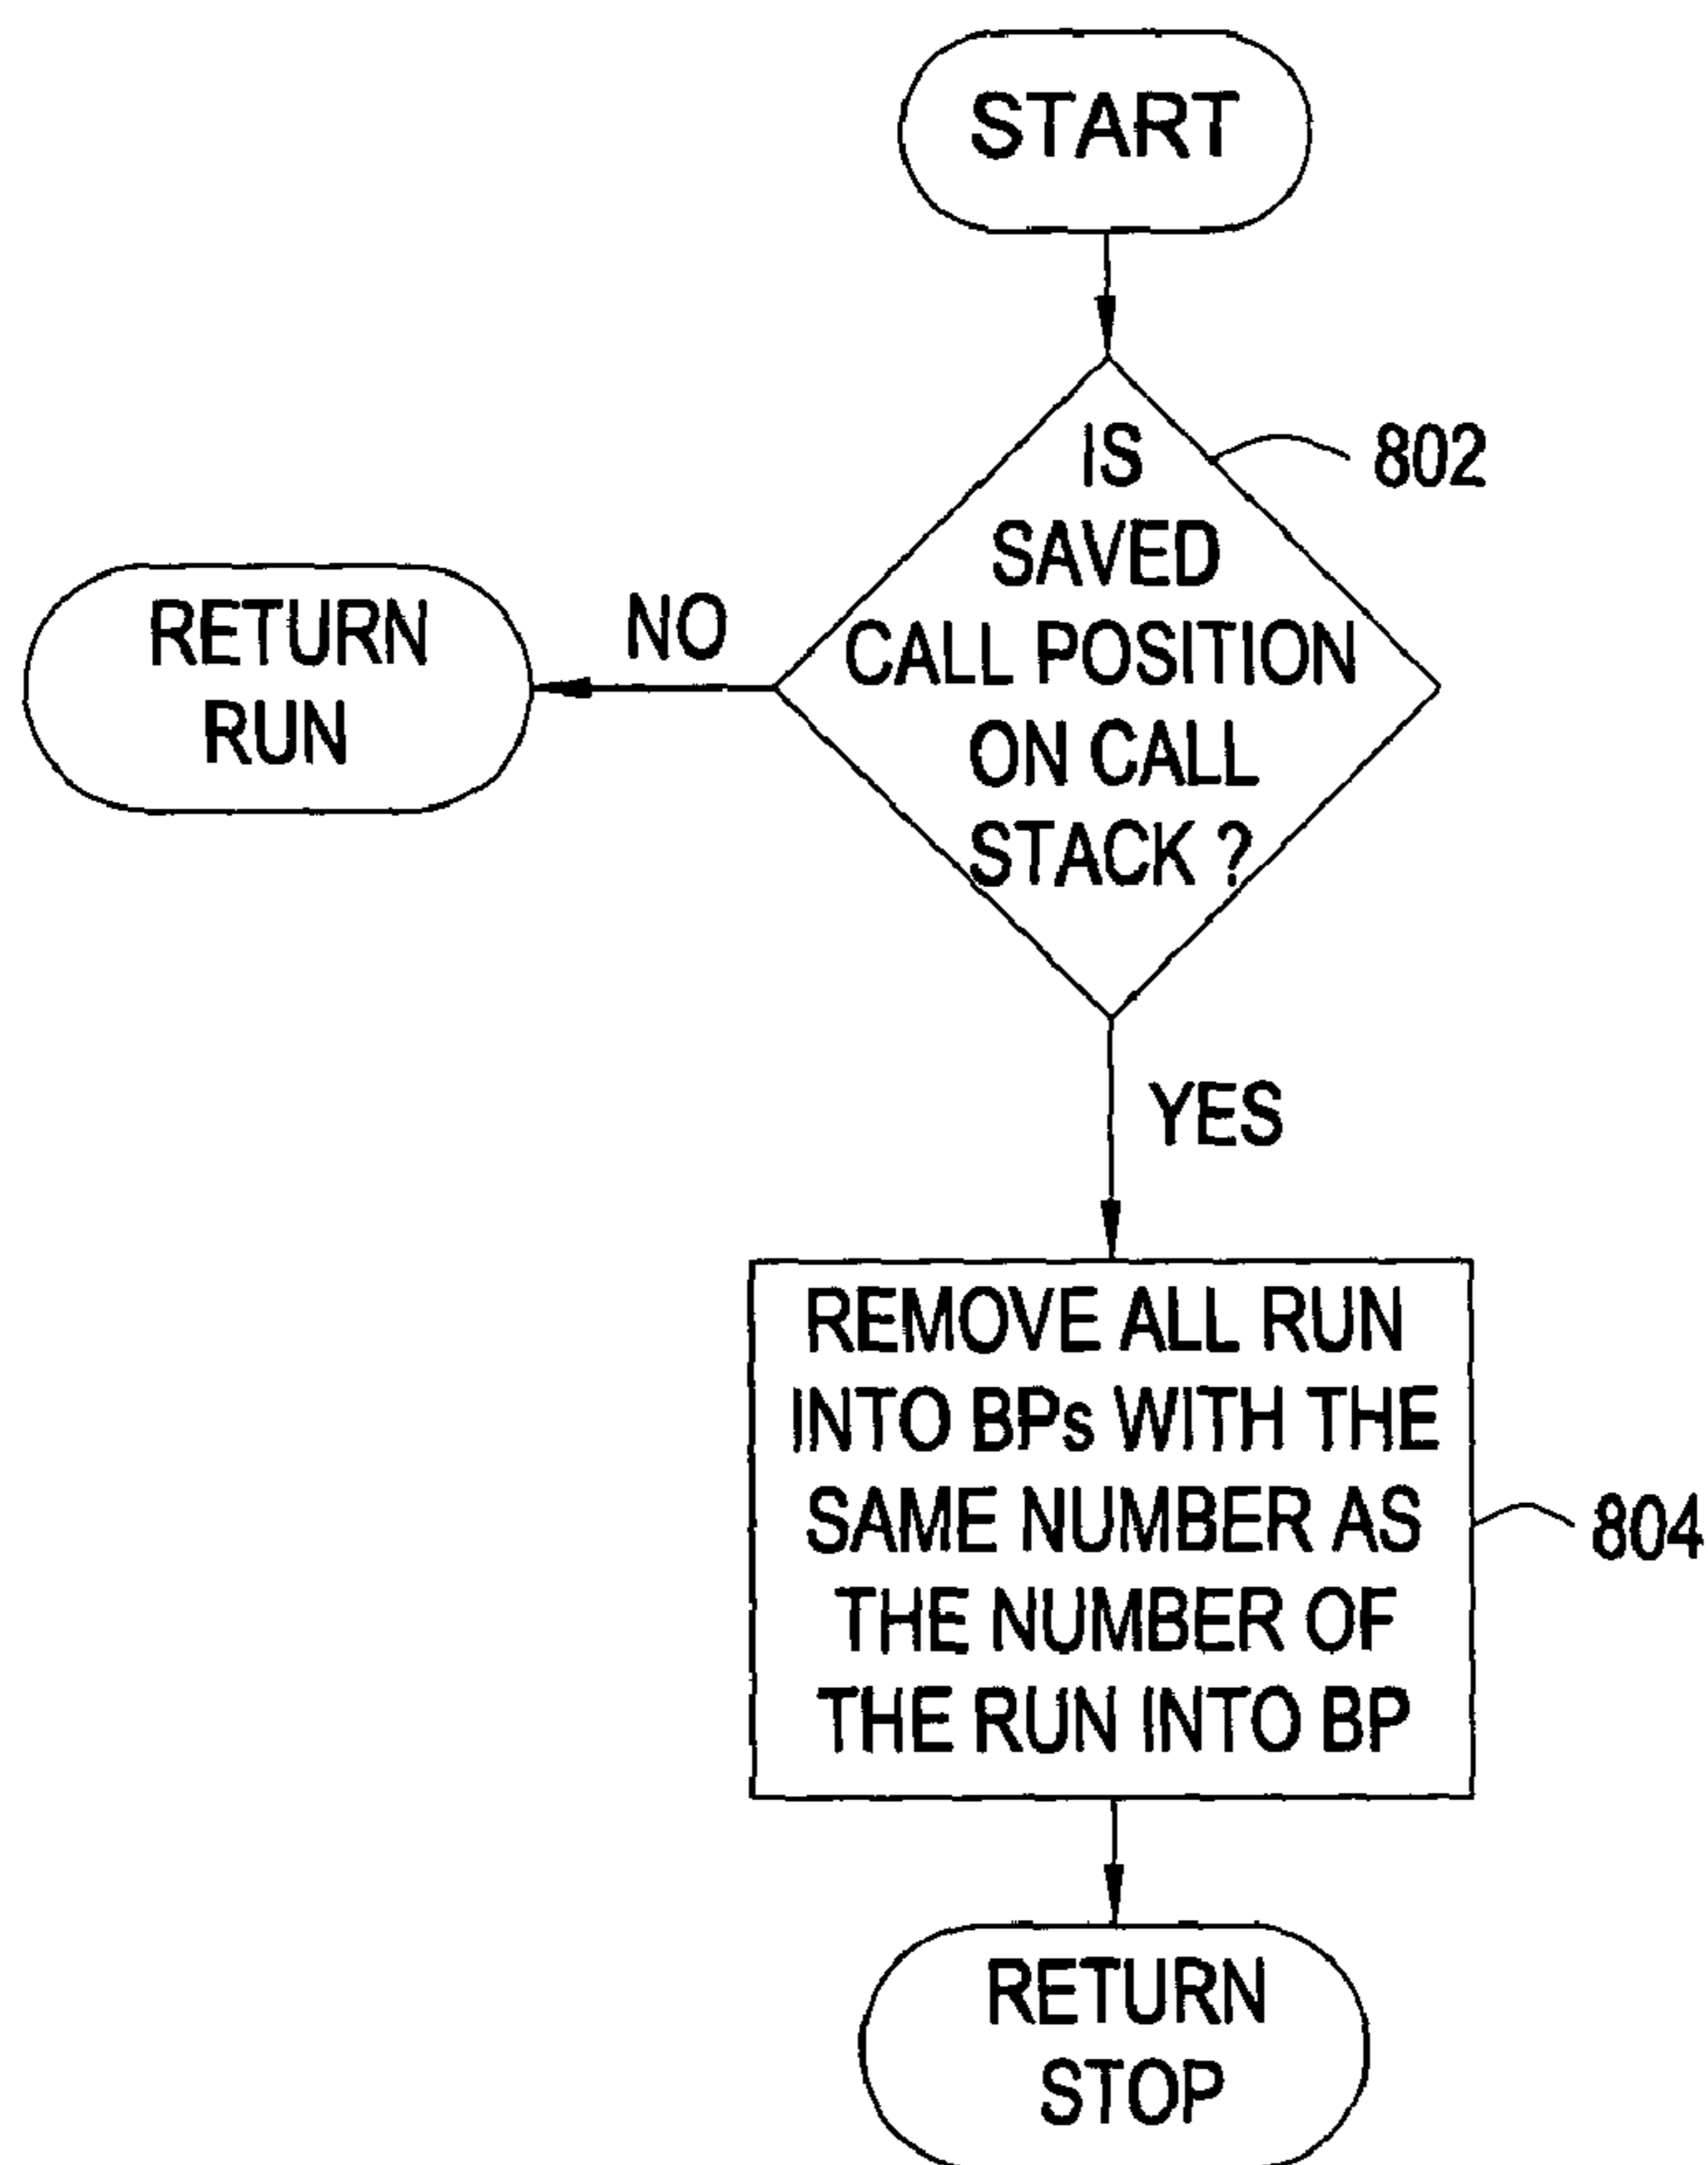 START
IS
SAVED
CALL POSITION
ON CALL
STACK ?
802
NO
RETURN
RUN
YES
REMOVE ALL RUN
INTO BPs WITH THE
SAME NUMBER AS
THE NUMBER OF
THE RUN INTO BP
804
RETURN
STOP